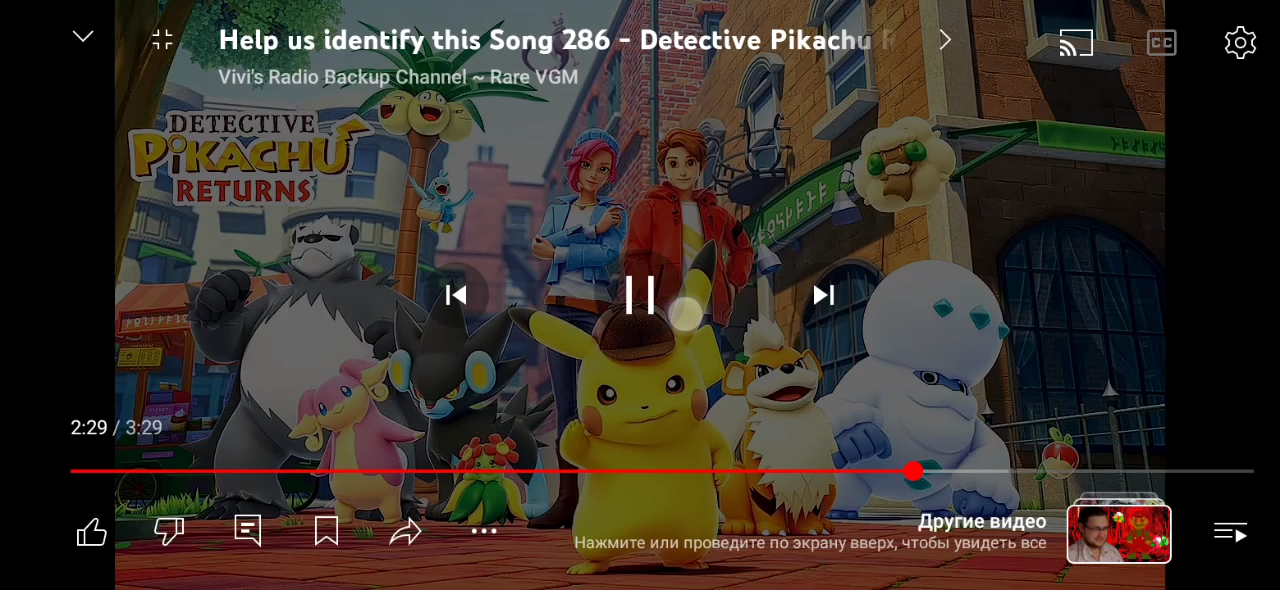 Help us identify this Song 286 - Detective Pikachu R
Vivi's Radio Backup Channel ~ Rare VGM
CC
DETECTIVE
PIKACHU
RETURNS
2:29 / 3:29
Другие видео
Нажмите или проведите по экрану вверх, чтобы увидеть все